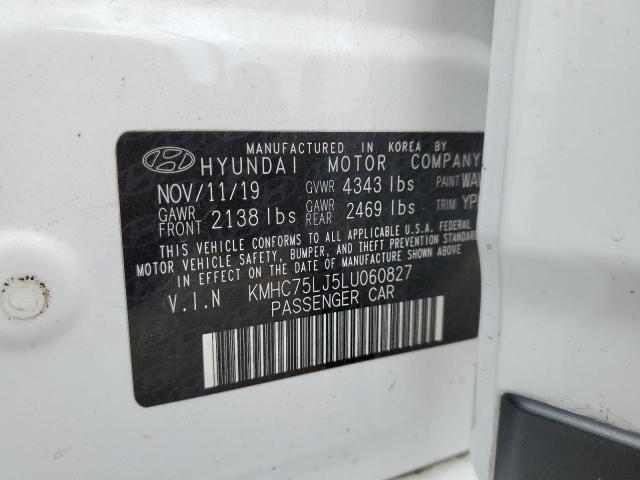 MANUFACTURED IN KOREA BY
HYUNDAI MOTOR COMPANY
NOV/11/19 GVWR 4343 lbs PAINT
GAWR FRONT 2138 lbs GAWR REAR 2469 lbs TRIM
THIS VEHICLE CONFORMS TO ALL APPLICABLE U.S.A. FEDERAL
MOTOR VEHICLE SAFETY, BUMPER, AND THEFT PREVENTION STANDARDS
IN EFFECT ON THE DATE OF MANUFACTURE SHOWN ABOVE
V.I.N KMHC75LJ5LU060827
PASSENGER CAR